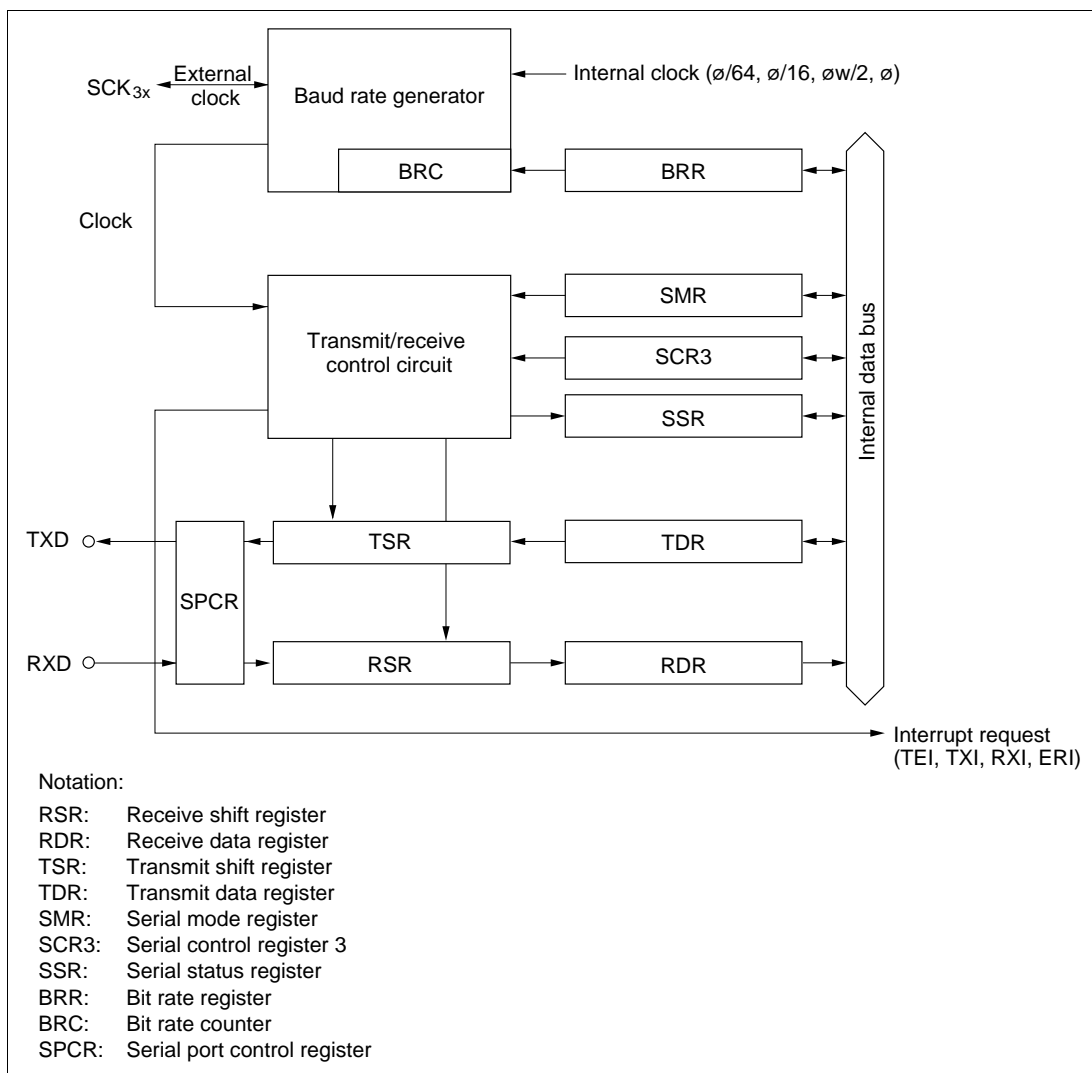 SCK3x
External
clock
Baud rate generator
Internal clock (ø/64, ø/16, øw/2, ø)
BRC
BRR
Clock
Transmit/receive
control circuit
SMR
SCR3
SSR
Internal data bus
TXD
SPCR
TSR
TDR
RXD
RSR
RDR
Interrupt request
(TEI, TXI, RXI, ERI)
Notation:
RSR: Receive shift register
RDR: Receive data register
TSR: Transmit shift register
TDR: Transmit data register
SMR: Serial mode register
SCR3: Serial control register 3
SSR: Serial status register
BRR: Bit rate register
BRC: Bit rate counter
SPCR: Serial port control register